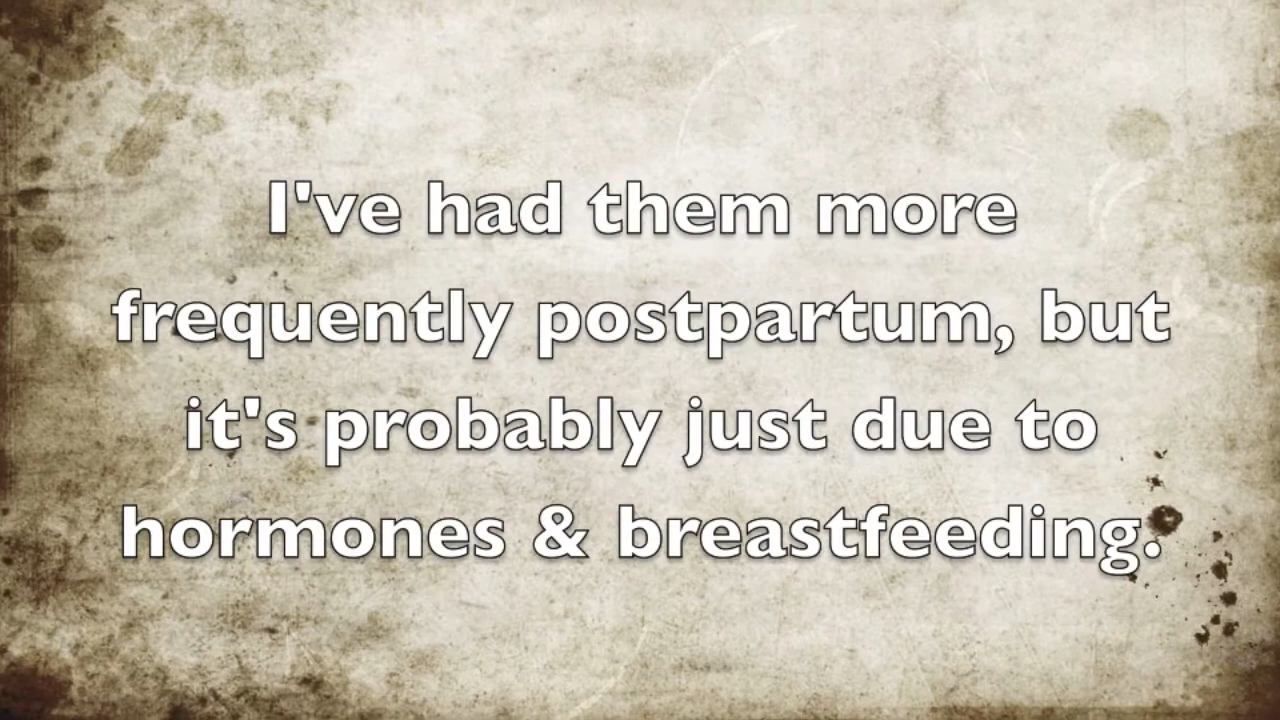 I've had them more
frequently postpartum, but
it's probably just due to
hormones & breastfeeding.